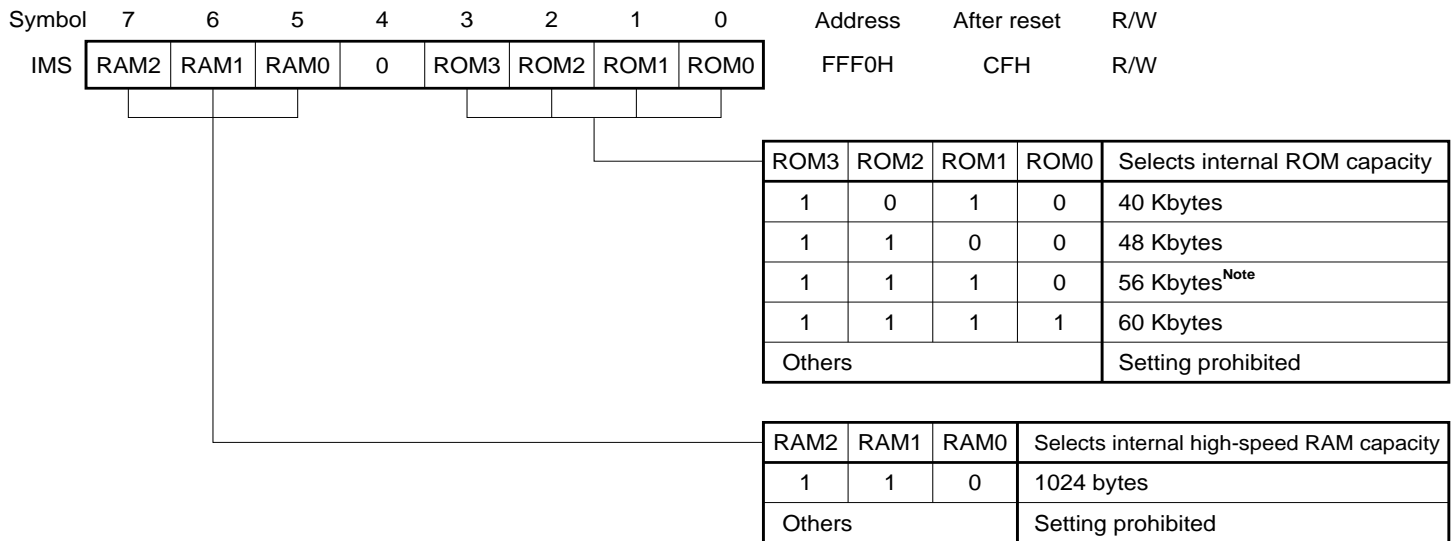 Symbol 7 6 5 4 3 2 1 0 Address After reset R/W
IMS RAM2 RAM1 RAM0 0 ROM3 ROM2 ROM1 ROM0 FFF0H CFH R/W
ROM3 ROM2 ROM1 ROM0 Selects internal ROM capacity
1 0 1 0 40 Kbytes
1 1 0 0 48 Kbytes
1 1 1 0 56 KbytesNote
1 1 1 1 60 Kbytes
Others Setting prohibited
RAM2 RAM1 RAM0 Selects internal high-speed RAM capacity
1 1 0 1024 bytes
Others Setting prohibited